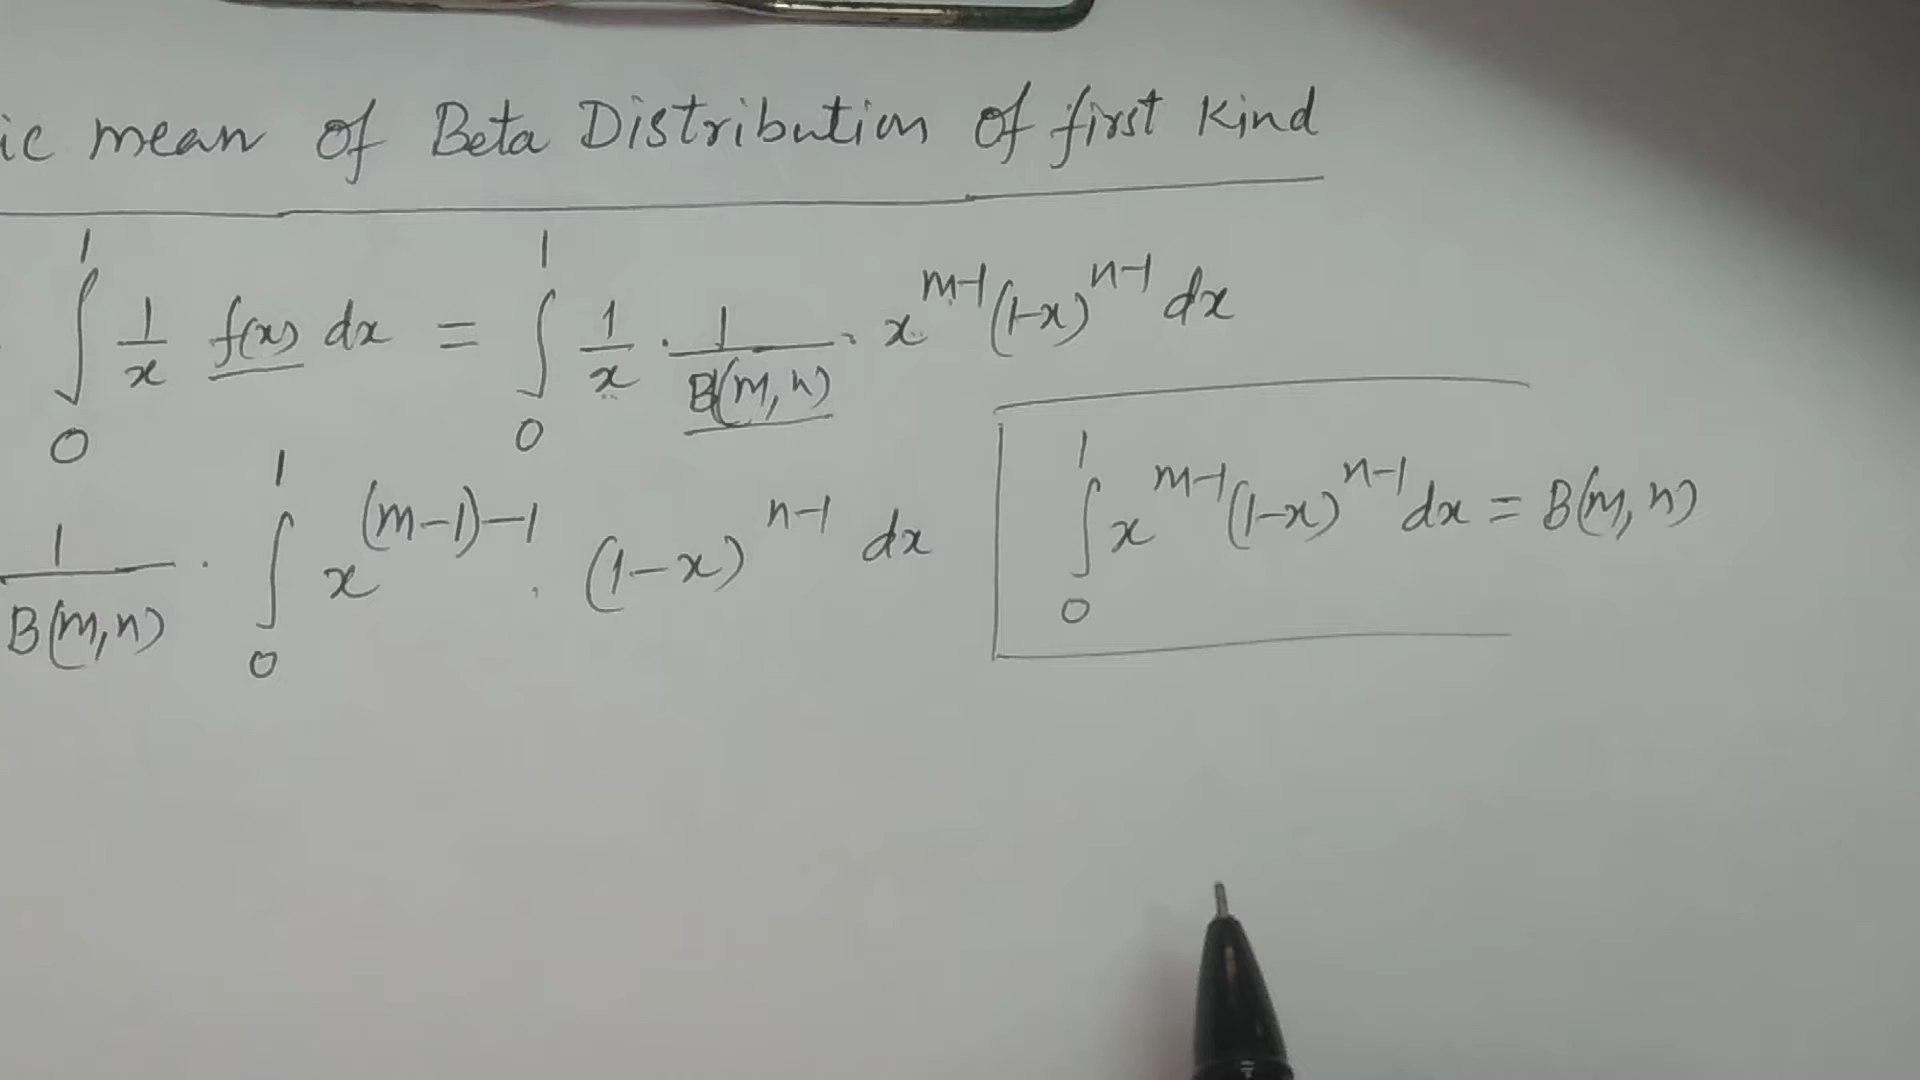 ic mean of Beta Distribution of first Kind
∫₀¹ 1/x f(x) dx = ∫₀¹ 1/x · 1/B(m,n) · x^(m-1) (1-x)^(n-1) dx
1/B(m,n) · ∫₀¹ x^((m-1)-1) · (1-x)^(n-1) dx
∫₀¹ x^(m-1) (1-x)^(n-1) dx = B(m,n)